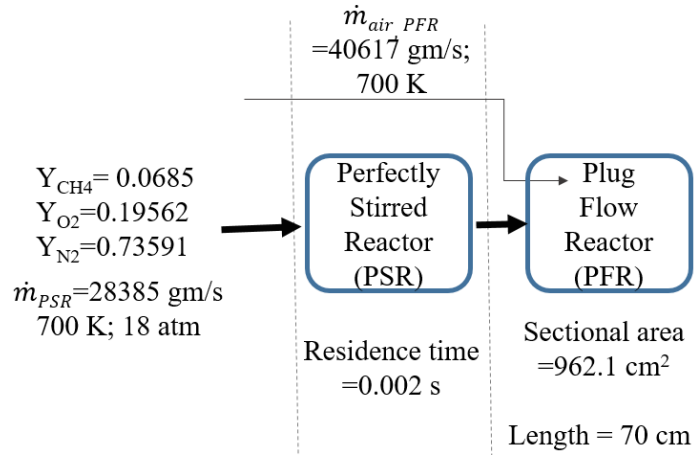 ṁair, PFR
=40617 gm/s;
700 K
YCH4= 0.0685
YO2=0.19562
YN2=0.73591
ṁPSR=28385 gm/s
700 K; 18 atm
Perfectly
Stirred
Reactor
(PSR)
Plug
Flow
Reactor
(PFR)
Residence time
=0.002 s
Sectional area
=962.1 cm²
Length = 70 cm